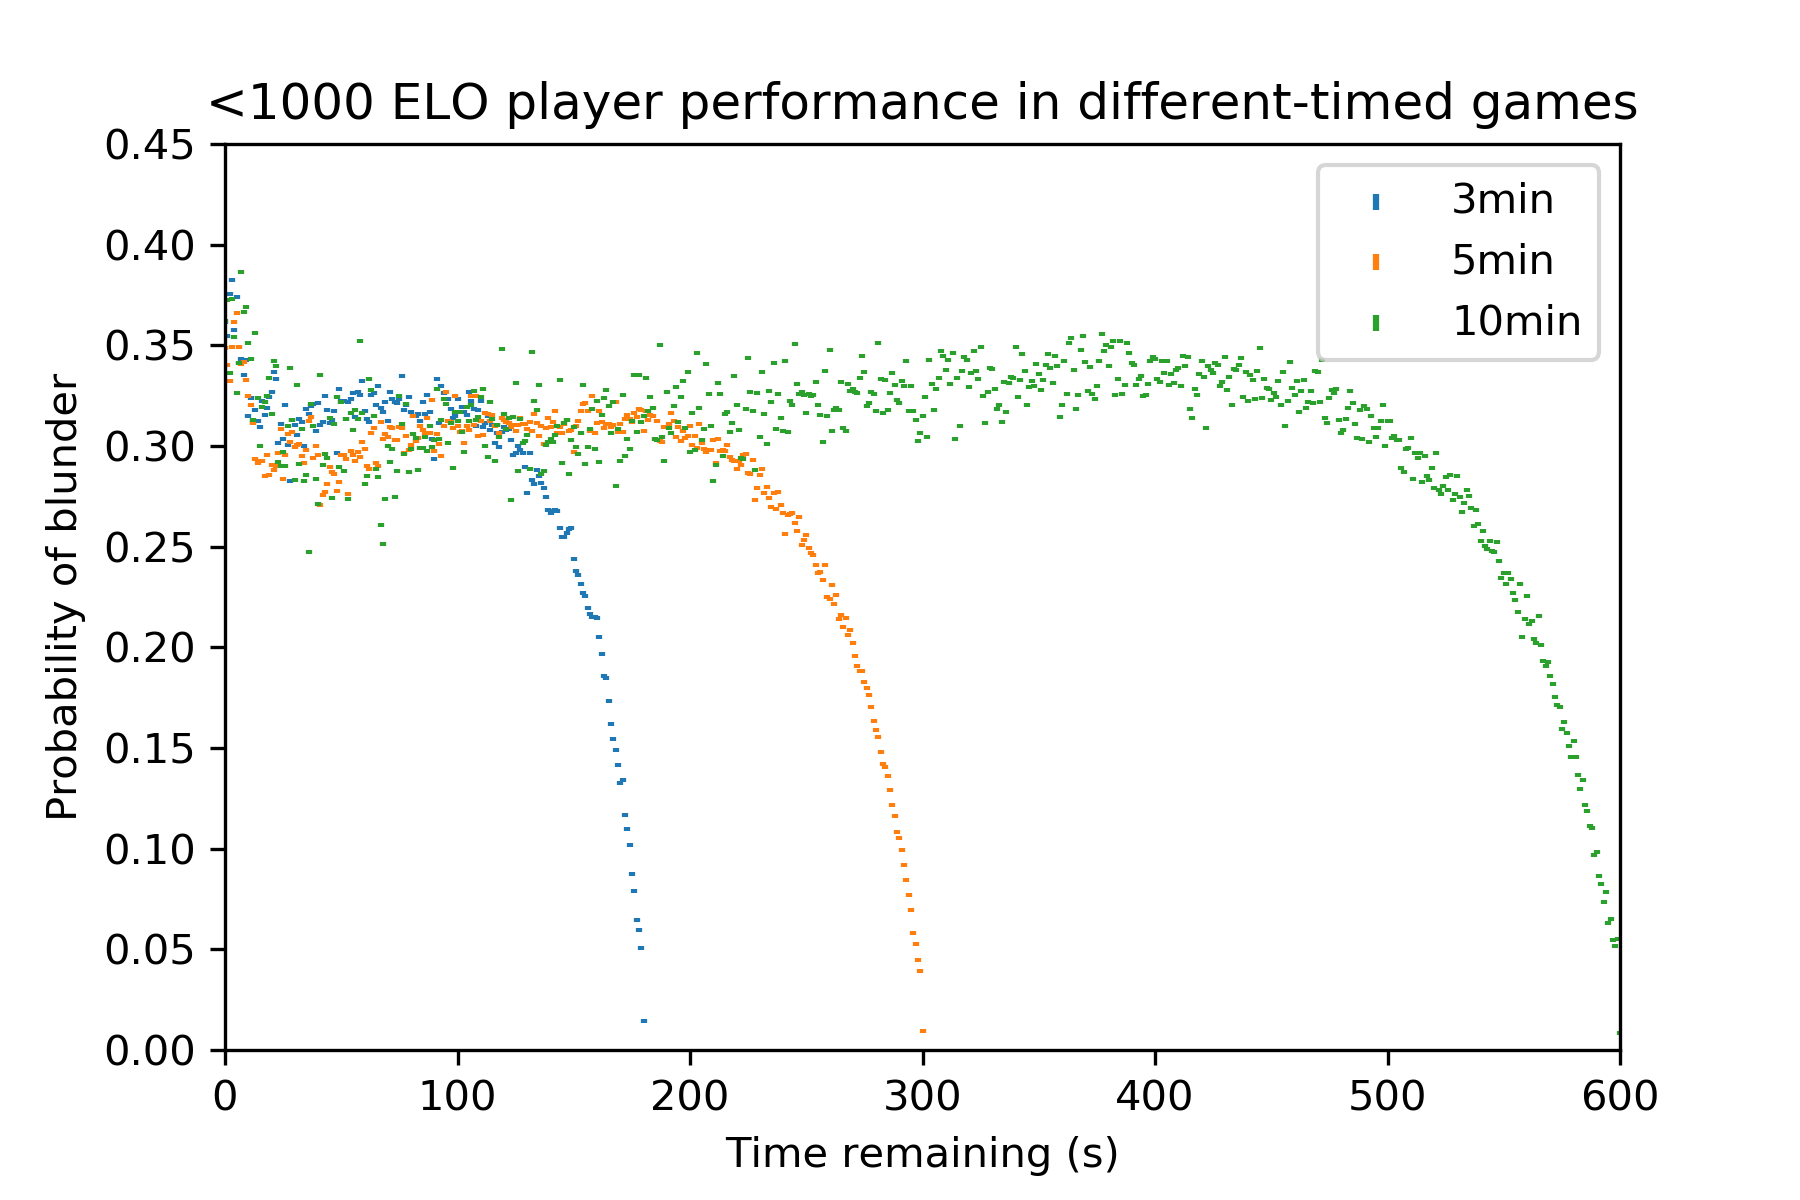 <1000 ELO player performance in different-timed games
0.45
0.40
0.35
0.30
0.25
0.20
0.15
0.10
0.05
0.00
Probability of blunder
3min
5min
10min
0 100 200 300 400 500 600
Time remaining (s)